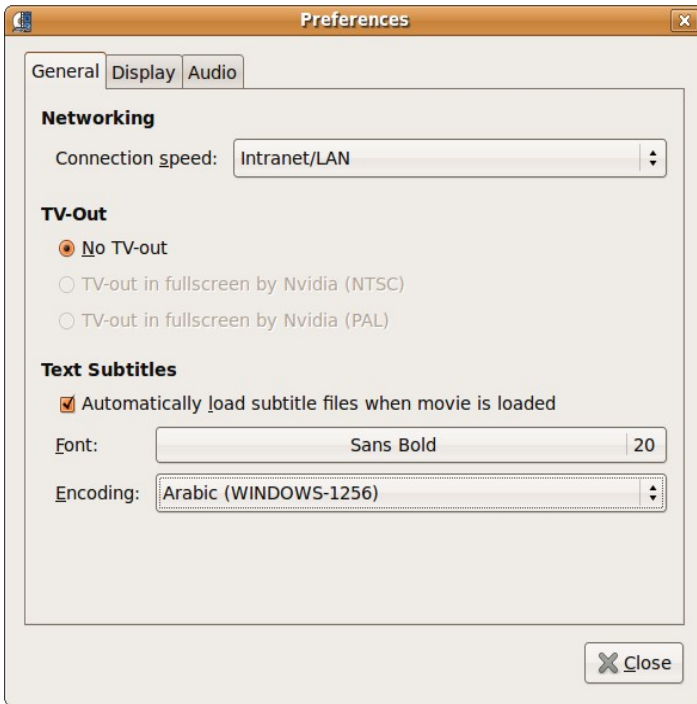 Preferences
General Display Audio
Networking
Connection speed: Intranet/LAN
TV-Out
No TV-out
TV-out in fullscreen by Nvidia (NTSC)
TV-out in fullscreen by Nvidia (PAL)
Text Subtitles
Automatically load subtitle files when movie is loaded
Font: Sans Bold 20
Encoding: Arabic (WINDOWS-1256)
Close